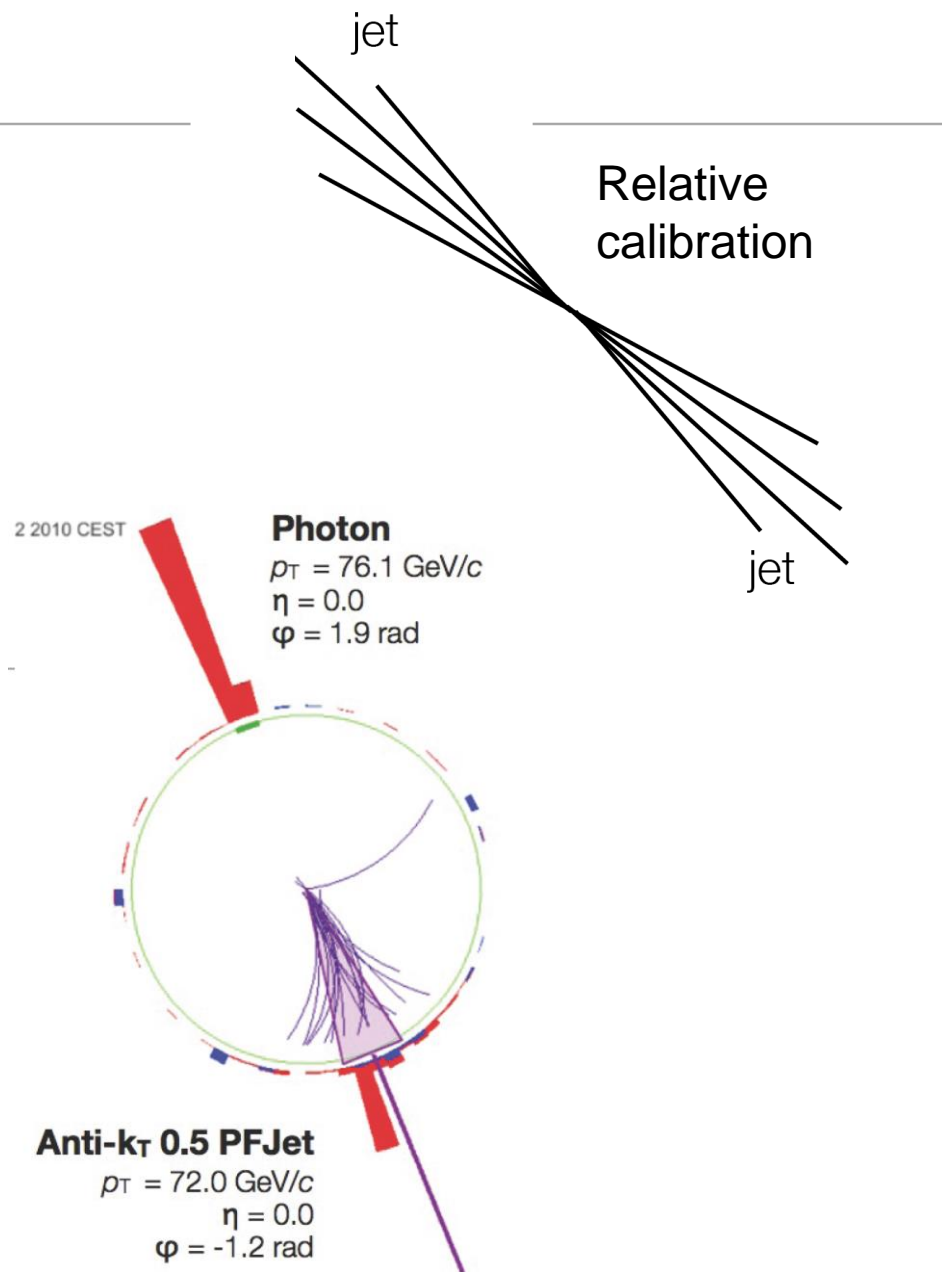 jet
Relative
calibration
jet
2 2010 CEST
Photon
pT = 76.1 GeV/c
η = 0.0
φ = 1.9 rad
Anti-kT 0.5 PFJet
pT = 72.0 GeV/c
η = 0.0
φ = -1.2 rad